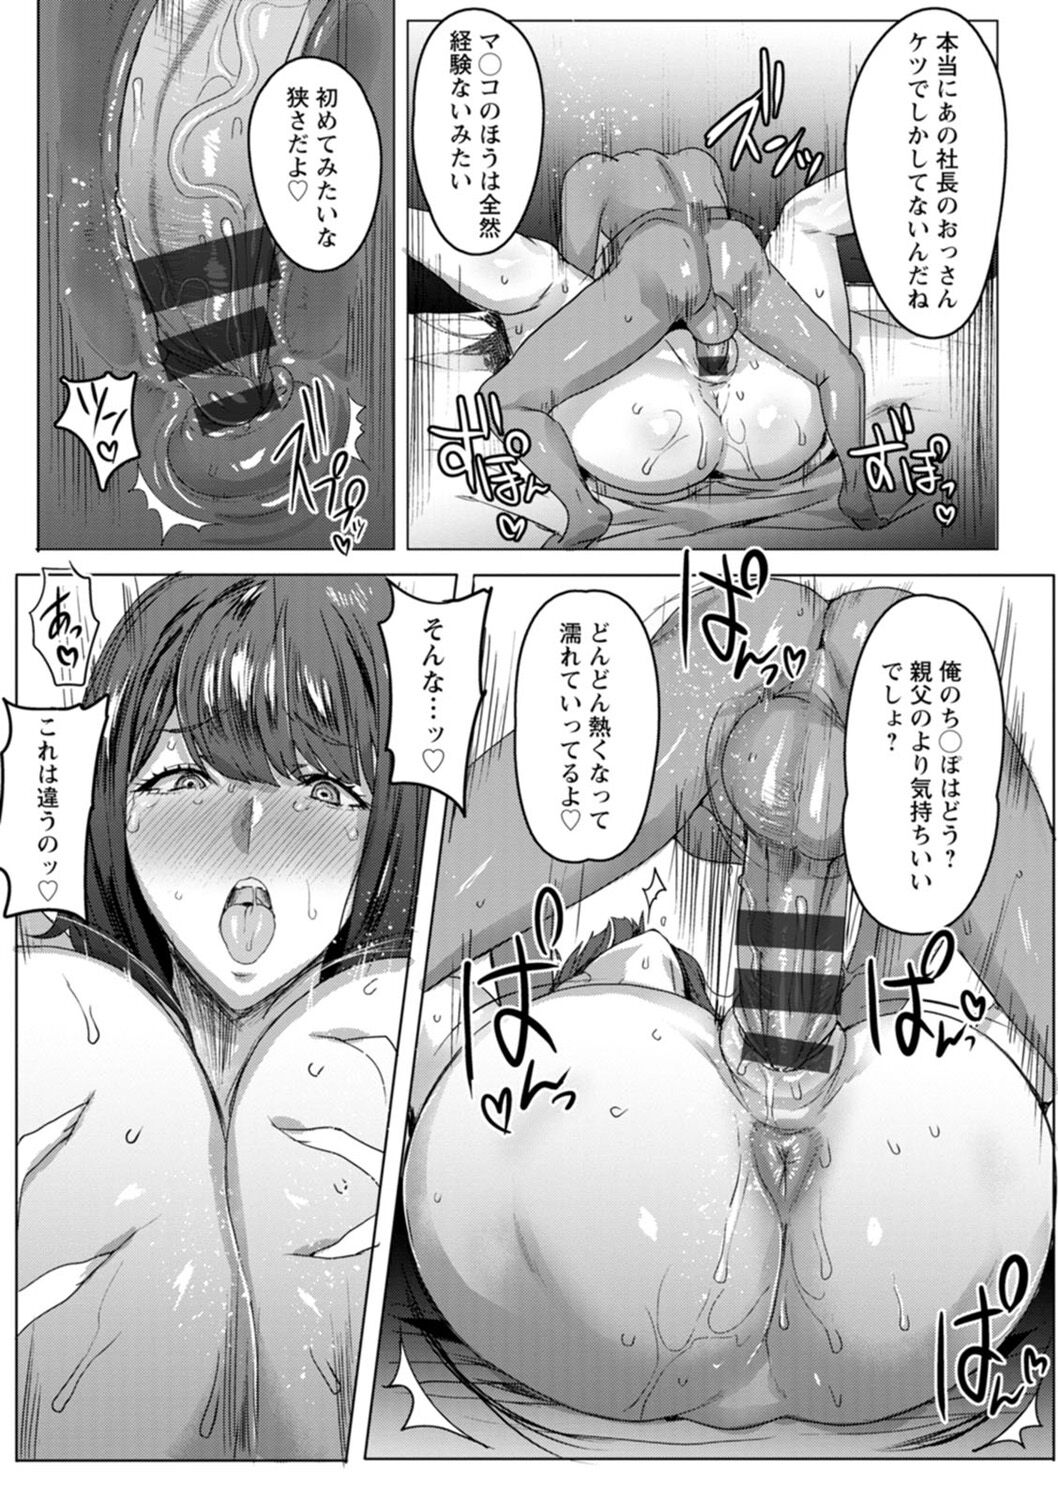 本当にあの社長のおっさん
ケツでしかしてないんだね
ズンッ
マ◯コのほうは全然
経験ないみたい
ずぽっ♡
ずぽんっ♡
初めてみたいな
狭さだよ♡
ツン♡
ズププッ♡
俺のち◯ぽはどう?
親父のより気持ちいい
でしょ?
ぱんっ♡
どんどん熱くなって
濡れていってるよ♡
ぱんっ♡
ぱんっ♡
ぱんっ♡
そんな…ッ♡
あっ♡
これは違うのッ♡